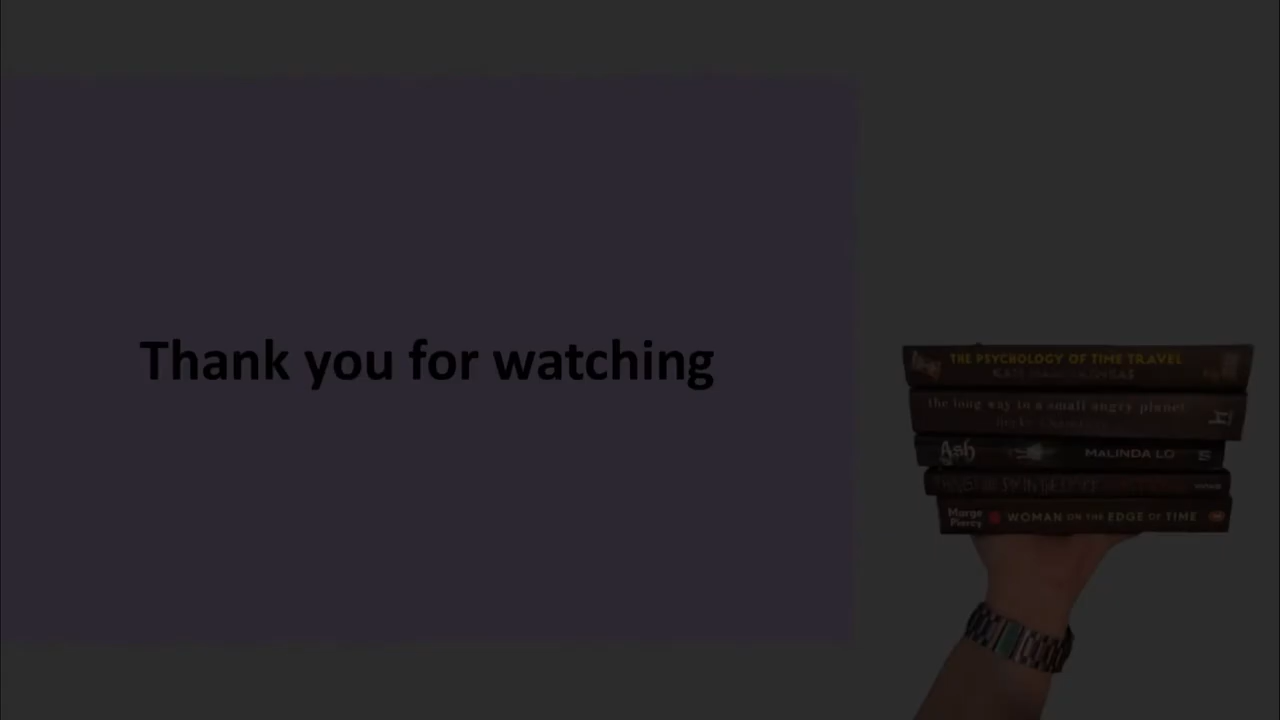 Thank you for watching
THE PSYCHOLOGY OF TIME TRAVEL
the long way to a small angry planet
Ash MALINDA LO
Marge Piercy WOMAN ON THE EDGE OF TIME